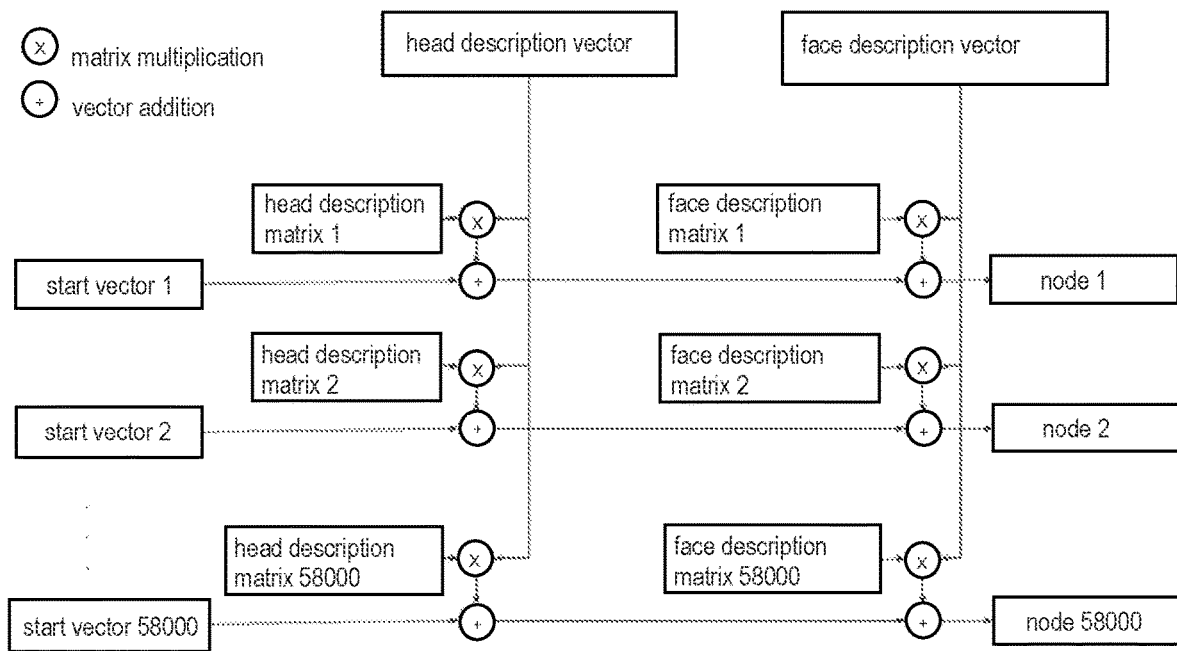 head description vector
face description vector
x matrix multiplication
+ vector addition
head description
matrix 1
x
face description
matrix 1
x
start vector 1
+
+
node 1
head description
matrix 2
x
face description
matrix 2
x
start vector 2
+
+
node 2
head description
matrix 58000
x
face description
matrix 58000
x
start vector 58000
+
+
node 58000